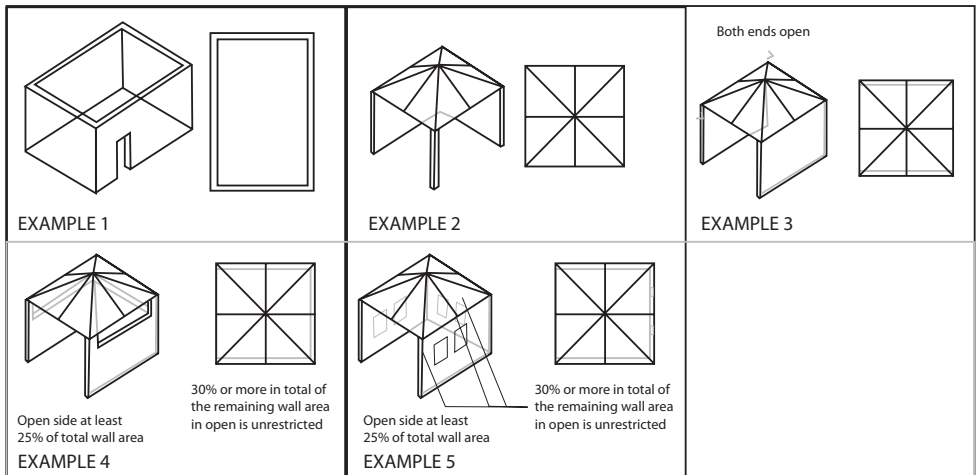 EXAMPLE 1
EXAMPLE 2
Both ends open
EXAMPLE 3
Open side at least
25% of total wall area
30% or more in total of
the remaining wall area
in open is unrestricted
EXAMPLE 4
Open side at least
25% of total wall area
30% or more in total of
the remaining wall area
in open is unrestricted
EXAMPLE 5